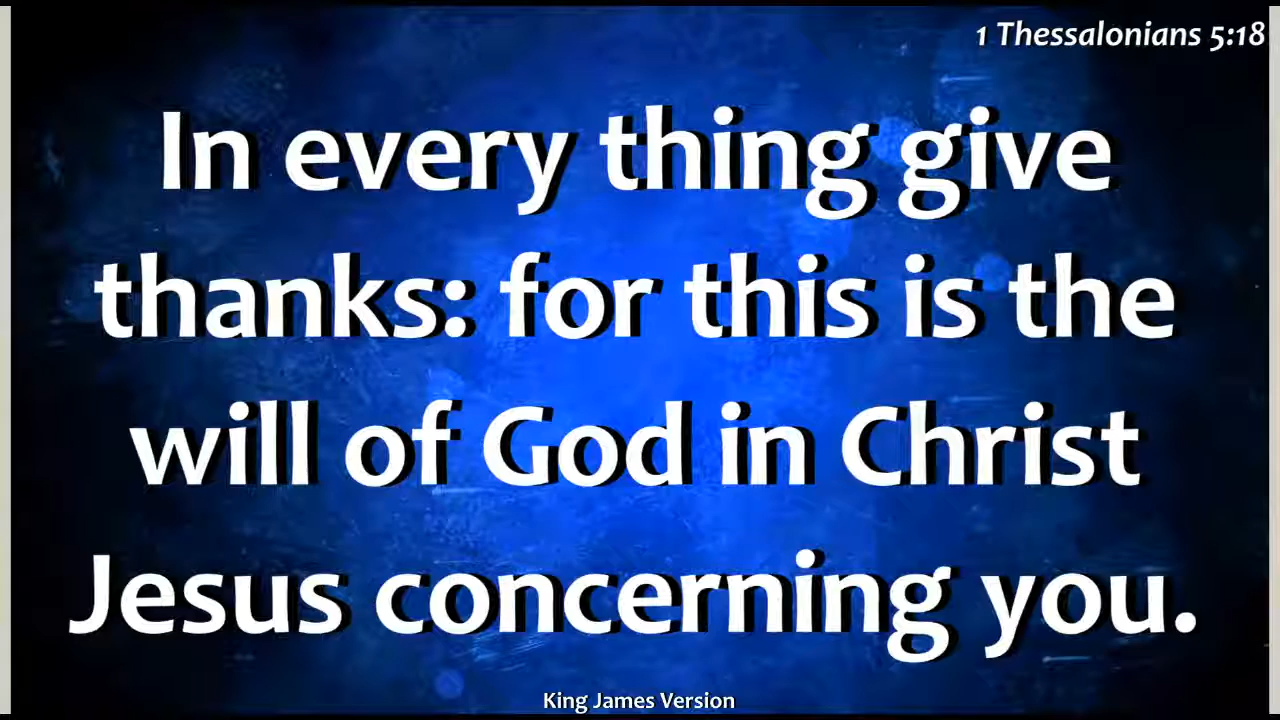 1 Thessalonians 5:18
In every thing give
thanks: for this is the
will of God in Christ
Jesus concerning you.
King James Version